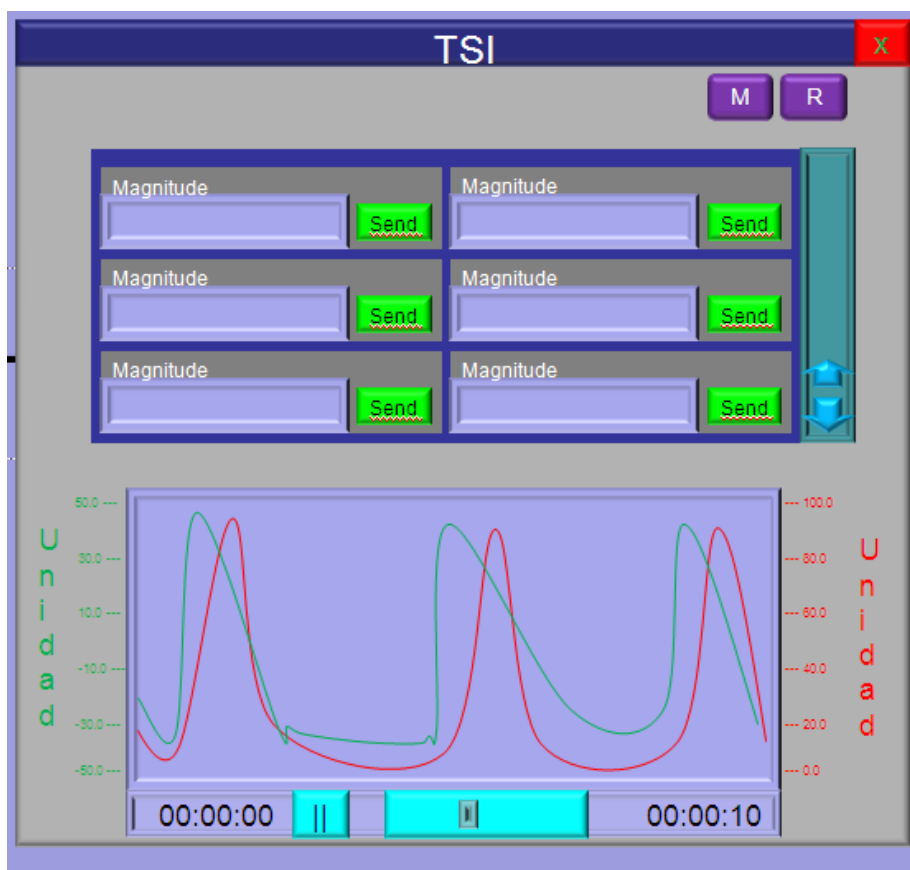 TSI
X
M R
Magnitude Magnitude
Send Send
Magnitude Magnitude
Send Send
Magnitude Magnitude
Send Send
50.0 --- --- 100.0
30.0 --- --- 80.0
10.0 --- --- 60.0
-10.0 --- --- 40.0
-30.0 --- --- 20.0
-50.0 --- --- 0.0
Unidad
Unidad
00:00:00 || 00:00:10